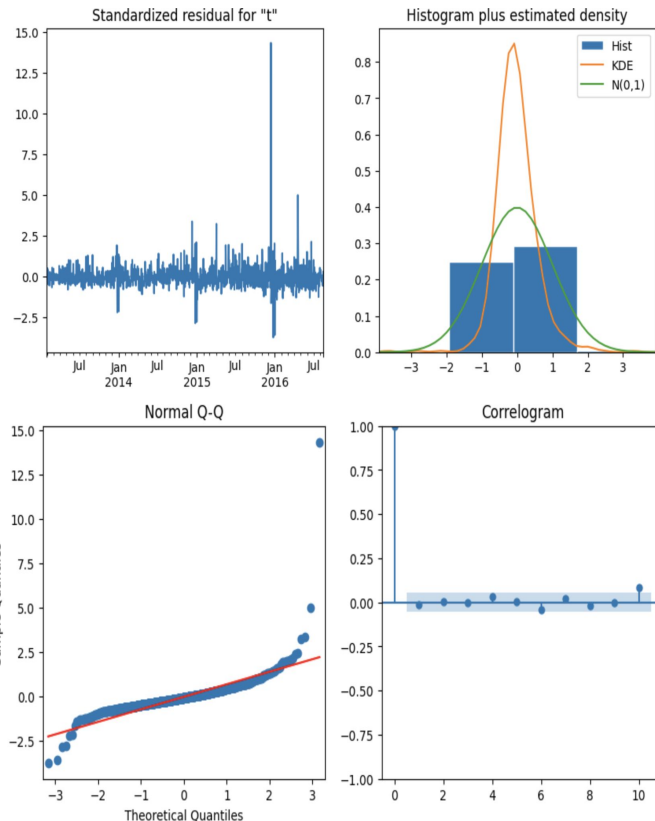 Standardized residual for "t"
15.0
12.5
10.0
7.5
5.0
2.5
0.0
−2.5
Jul Jan Jul Jan Jul Jan Jul
2014 2015 2016
Histogram plus estimated density
Hist
KDE
N(0,1)
0.8
0.7
0.6
0.5
0.4
0.3
0.2
0.1
0.0
−3 −2 −1 0 1 2 3
Normal Q-Q
15.0
12.5
10.0
7.5
5.0
2.5
0.0
−2.5
−3 −2 −1 0 1 2 3
Theoretical Quantiles
Correlogram
1.00
0.75
0.50
0.25
0.00
−0.25
−0.50
−0.75
−1.00
0 2 4 6 8 10